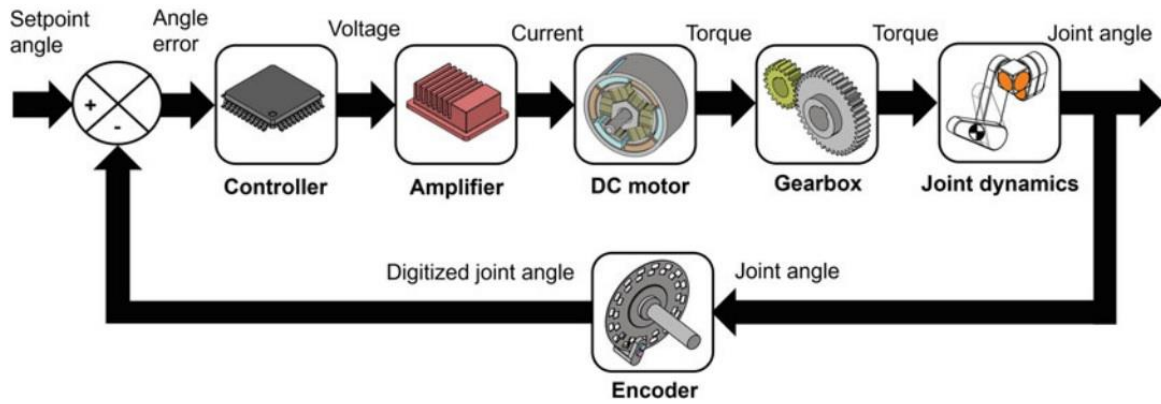 Setpoint
angle
Angle
error
Voltage
Current
Torque
Torque
Joint angle
+
-
Controller
Amplifier
DC motor
Gearbox
Joint dynamics
Digitized joint angle
Joint angle
Encoder